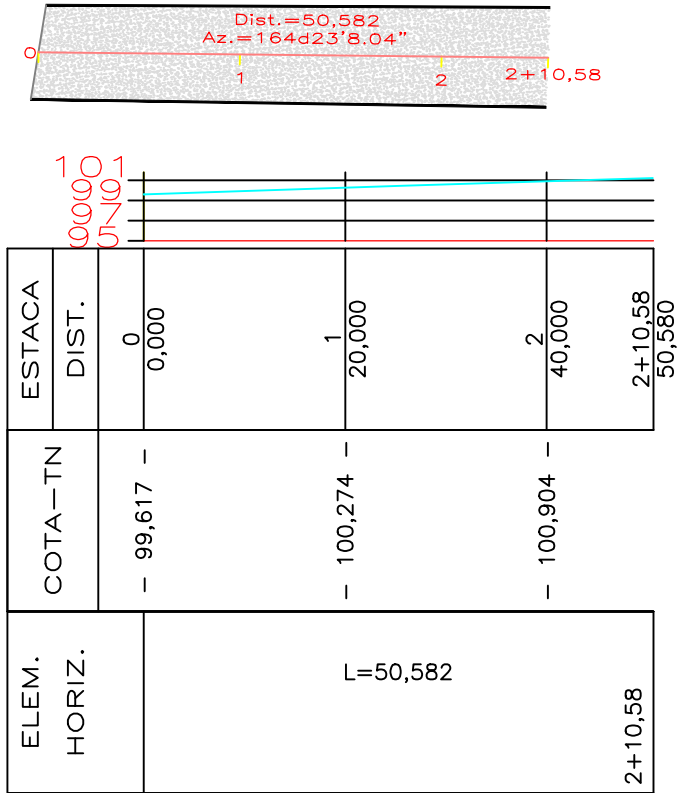 Dist.=50,582
Az.=164d23'8.04"
0
1
2
2+10,58
101
99
97
95
ESTACA
DIST.
0
0,000
1
20,000
2
40,000
2+10,58
50,580
COTA-TN
- 99,617 -
- 100,274 -
- 100,904 -
ELEM.
HORIZ.
L=50,582
2+10,58